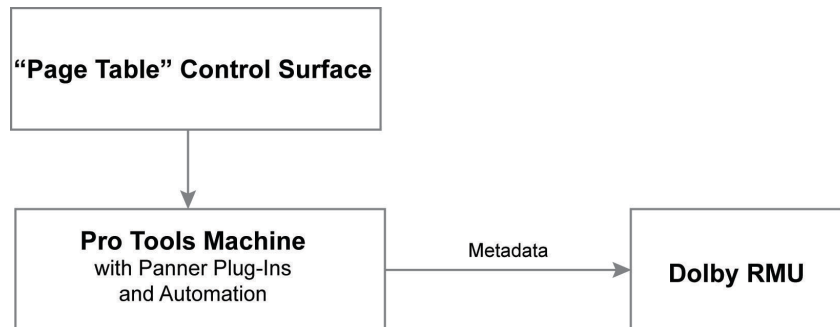 “Page Table” Control Surface
Pro Tools Machine
with Panner Plug-Ins
and Automation
Metadata
Dolby RMU